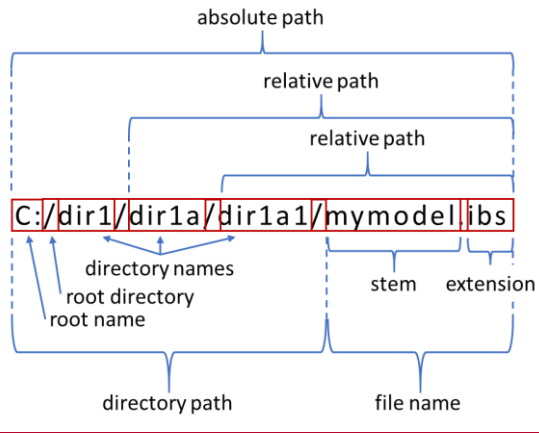 absolute path
relative path
relative path
C:/dir1/dir1a/dir1a1/mymodel.ibs
directory names
stem extension
root directory
root name
directory path file name